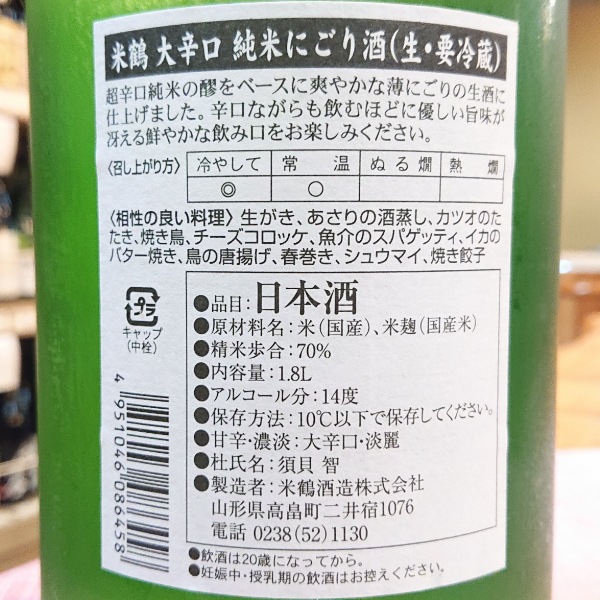 米鶴 大辛口 純米にごり酒(生・要冷蔵)
超辛口純米の醪をベースに爽やかな薄にごりの生酒に
仕上げました。辛口ながらも飲むほどに優しい旨味が
冴える鮮やかな飲み口をお楽しみください。
〈召し上がり方〉 冷やして 常温 ぬる燗 熱燗
◎ ○
〈相性の良い料理〉生がき、あさりの酒蒸し、カツオのた
たき、焼き鳥、チーズコロッケ、魚介のスパゲッティ、イカの
バター焼き、鳥の唐揚げ、春巻き、シュウマイ、焼き餃子
プラ
キャップ
(中栓)
4951046086458
●品目:日本酒
●原材料名:米(国産)、米麹(国産米)
●精米歩合:70%
●内容量:1.8L
●アルコール分:14度
●保存方法:10℃以下で保存してください。
●甘辛・濃淡:大辛口・淡麗
●杜氏名:須貝 智
●製造者:米鶴酒造株式会社
山形県高畠町二井宿1076
電話 0238(52)1130
●飲酒は20歳になってから。
●妊娠中・授乳期の飲酒はお控えください。